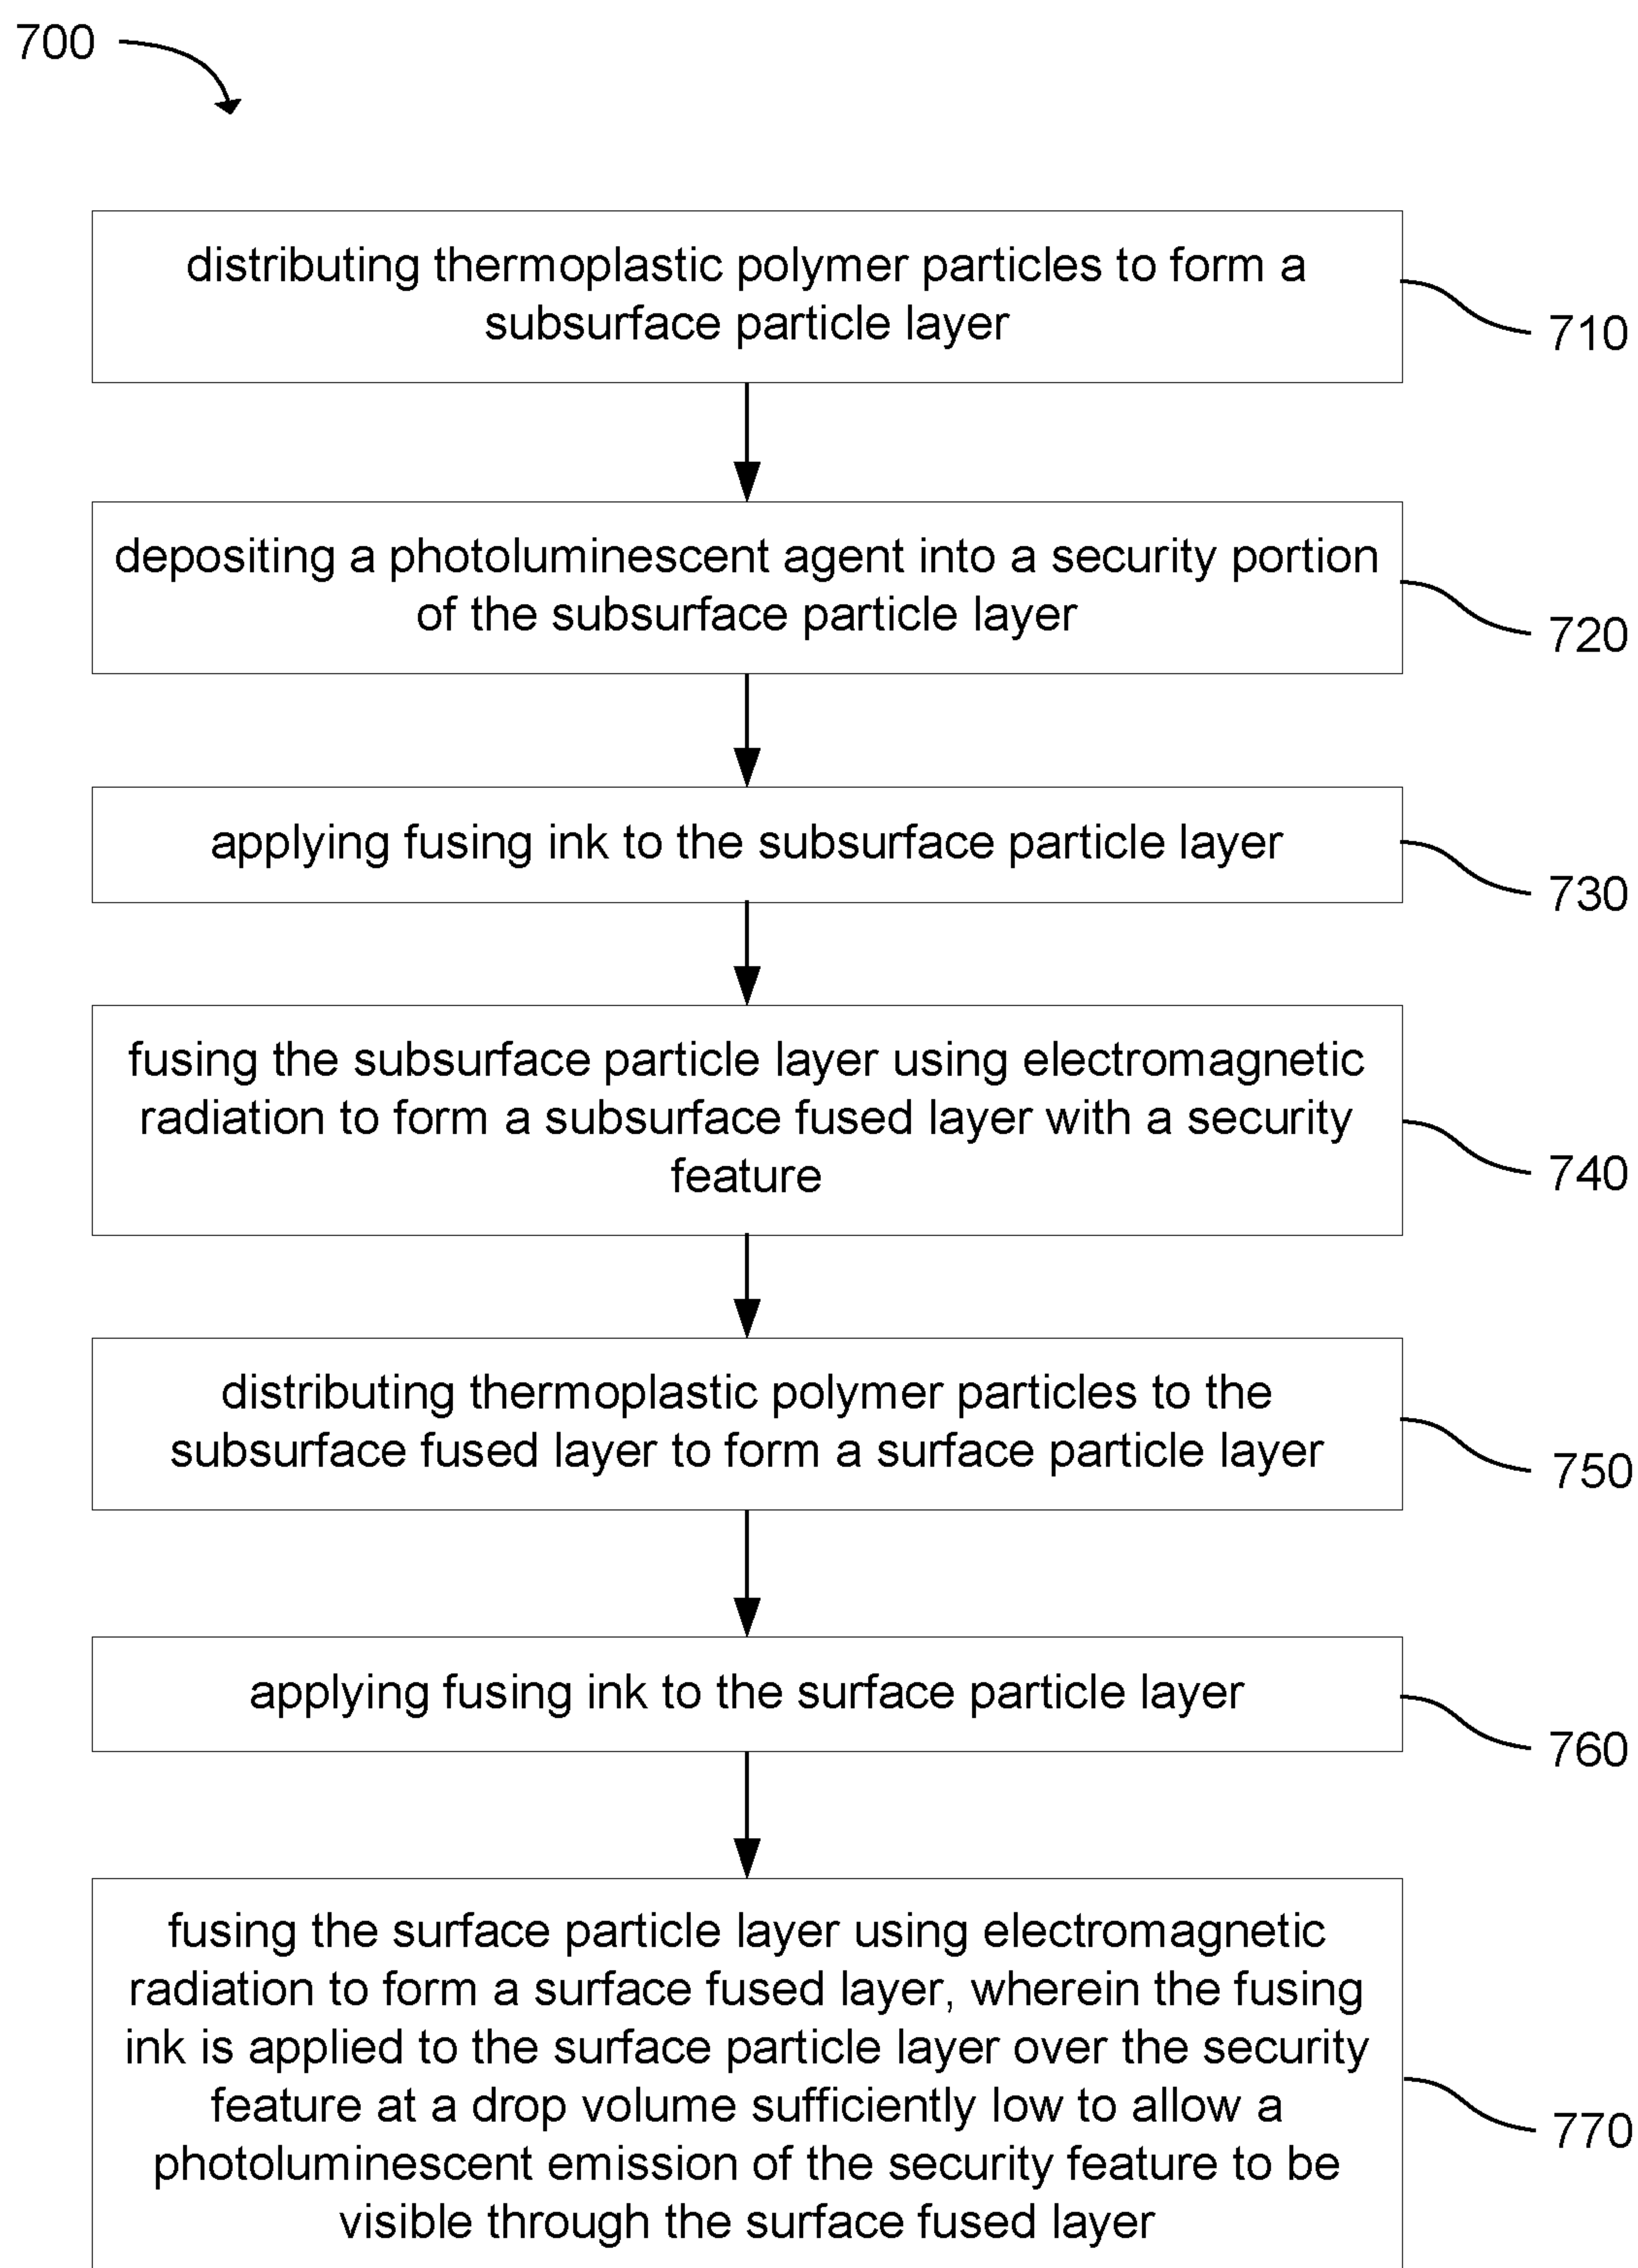 700
distributing thermoplastic polymer particles to form a
subsurface particle layer
710
depositing a photoluminescent agent into a security portion
of the subsurface particle layer
720
applying fusing ink to the subsurface particle layer
730
fusing the subsurface particle layer using electromagnetic
radiation to form a subsurface fused layer with a security
feature
740
distributing thermoplastic polymer particles to the
subsurface fused layer to form a surface particle layer
750
applying fusing ink to the surface particle layer
760
fusing the surface particle layer using electromagnetic
radiation to form a surface fused layer, wherein the fusing
ink is applied to the surface particle layer over the security
feature at a drop volume sufficiently low to allow a
photoluminescent emission of the security feature to be
visible through the surface fused layer
770